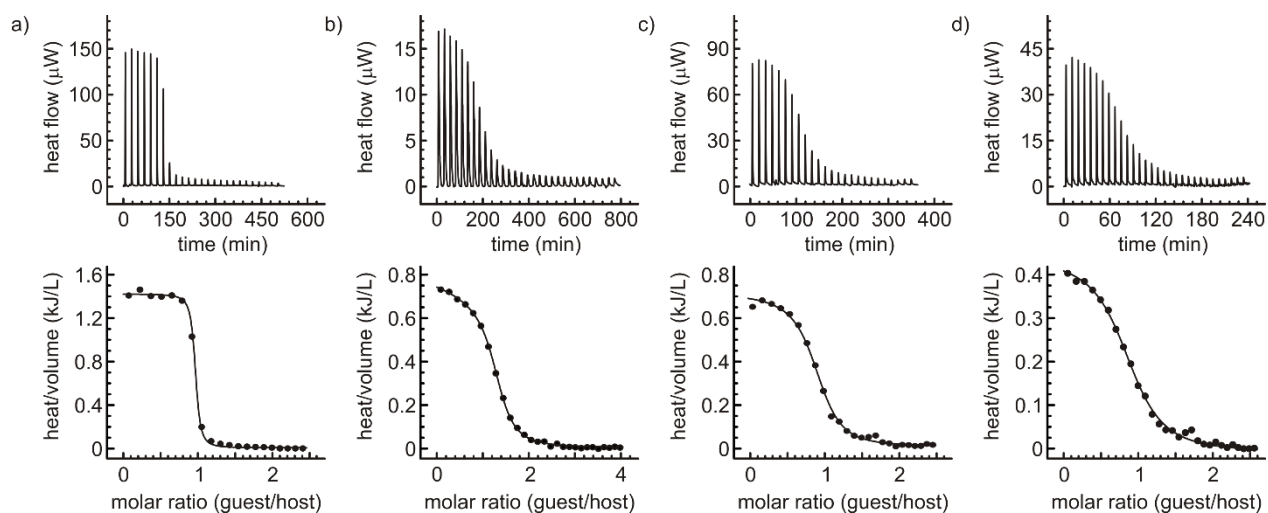 a)
heat flow (μW)
150
100
50
0
0 150 300 450 600
time (min)
b)
heat flow (μW)
15
10
5
0
0 200 400 600 800
time (min)
c)
heat flow (μW)
90
60
30
0
0 100 200 300 400
time (min)
d)
heat flow (μW)
45
30
15
0
0 60 120 180 240
time (min)
heat/volume (kJ/L)
1.6
1.2
0.8
0.4
0
0 1 2
molar ratio (guest/host)
heat/volume (kJ/L)
0.8
0.6
0.4
0.2
0
0 1 2 3 4
molar ratio (guest/host)
heat/volume (kJ/L)
0.8
0.6
0.4
0.2
0
0 1 2
molar ratio (guest/host)
heat/volume (kJ/L)
0.4
0.3
0.2
0.1
0
0 1 2
molar ratio (guest/host)